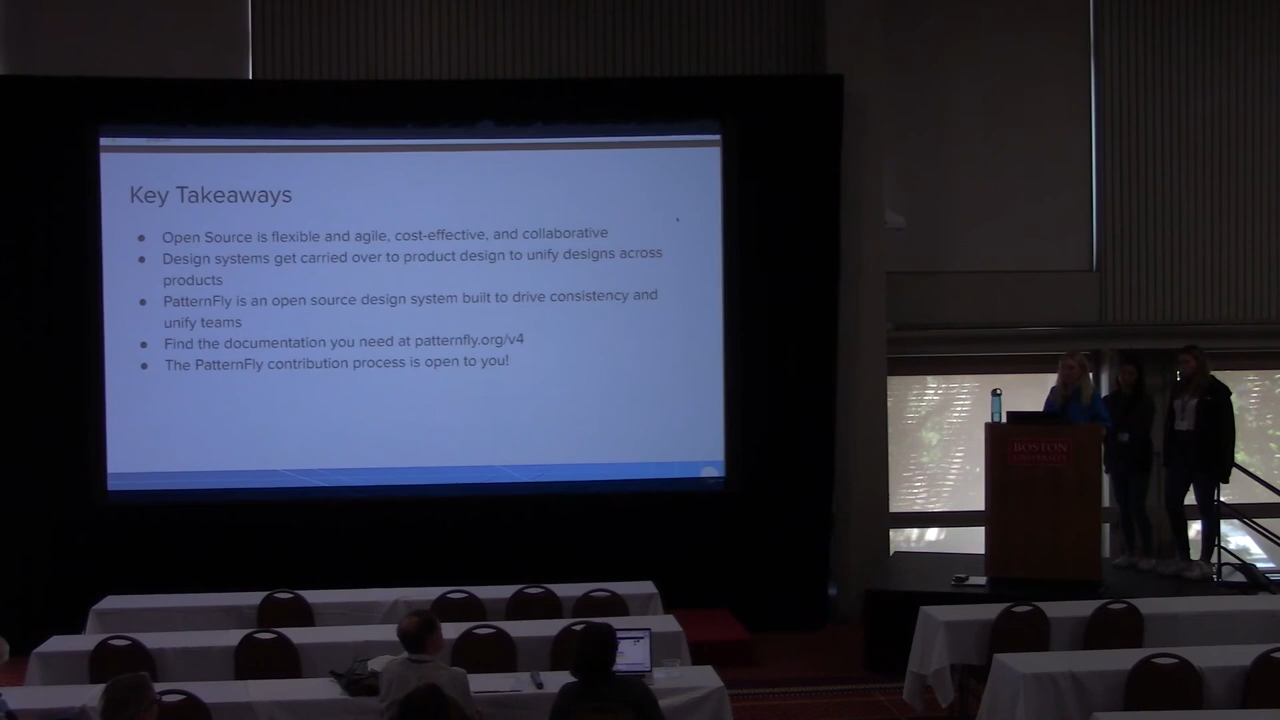 Key Takeaways
● Open Source is flexible and agile, cost-effective, and collaborative
● Design systems get carried over to product design to unify designs across
products
● PatternFly is an open source design system built to drive consistency and
unify teams
● Find the documentation you need at patternfly.org/v4
● The PatternFly contribution process is open to you!
BOSTON
UNIVERSITY